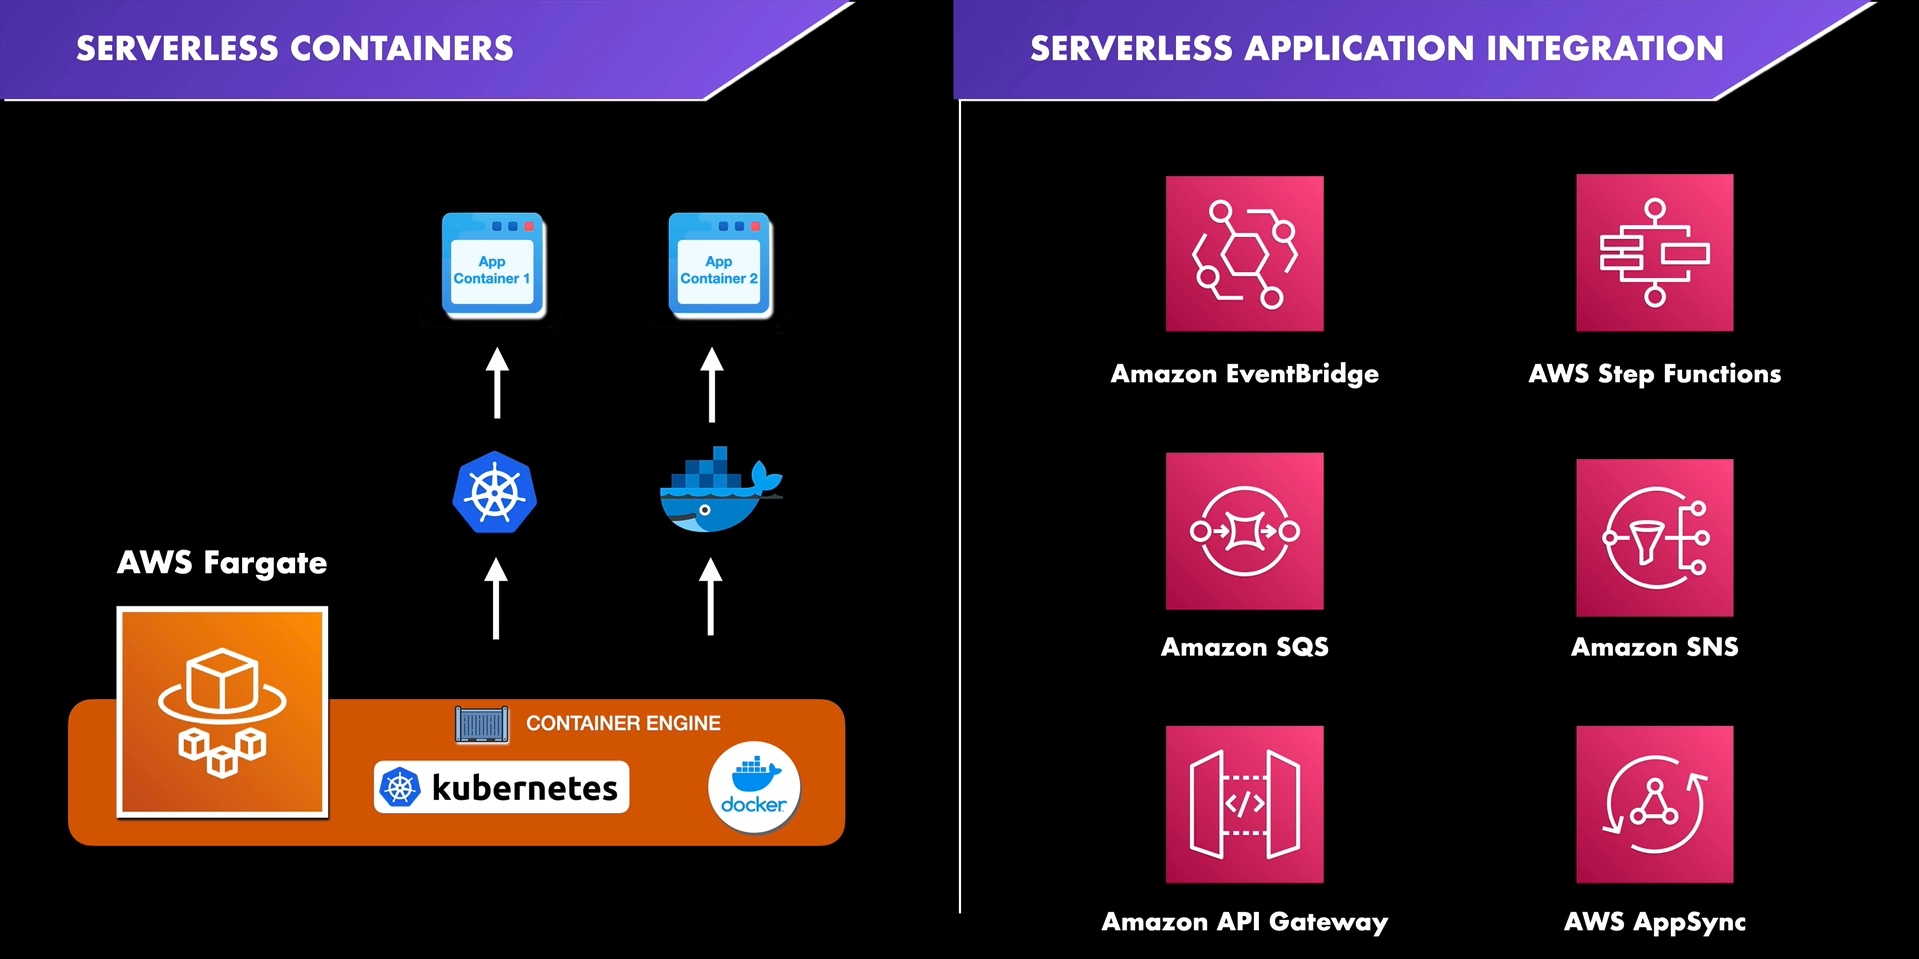 SERVERLESS CONTAINERS
App
Container 1
App
Container 2
AWS Fargate
CONTAINER ENGINE
kubernetes
docker
SERVERLESS APPLICATION INTEGRATION
</>
Amazon EventBridge
AWS Step Functions
Amazon SQS
Amazon SNS
Amazon API Gateway
AWS AppSync